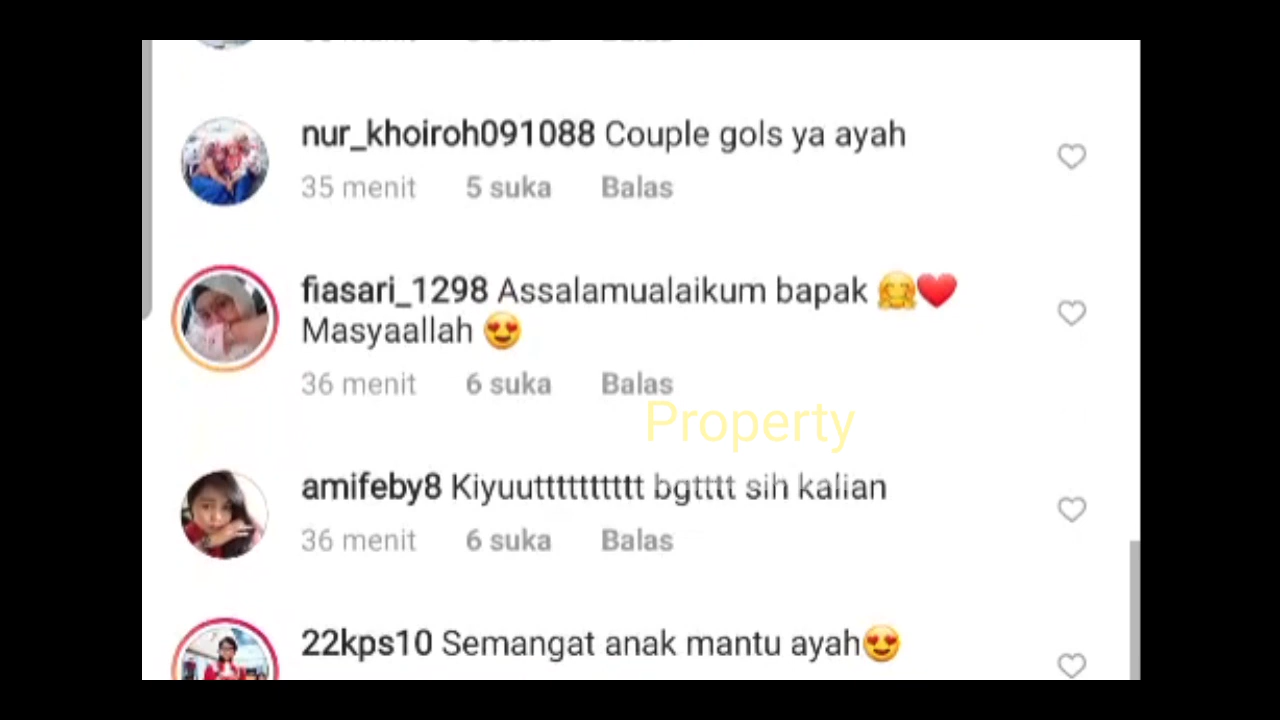 nur_khoiroh091088 Couple gols ya ayah
35 menit 5 suka Balas
fiasari_1298 Assalamualaikum bapak 🤗❤️
Masyaallah 😍
36 menit 6 suka Balas
Property
amifeby8 Kiyuutttttttttt bgtttt sih kalian
36 menit 6 suka Balas
22kps10 Semangat anak mantu ayah😍